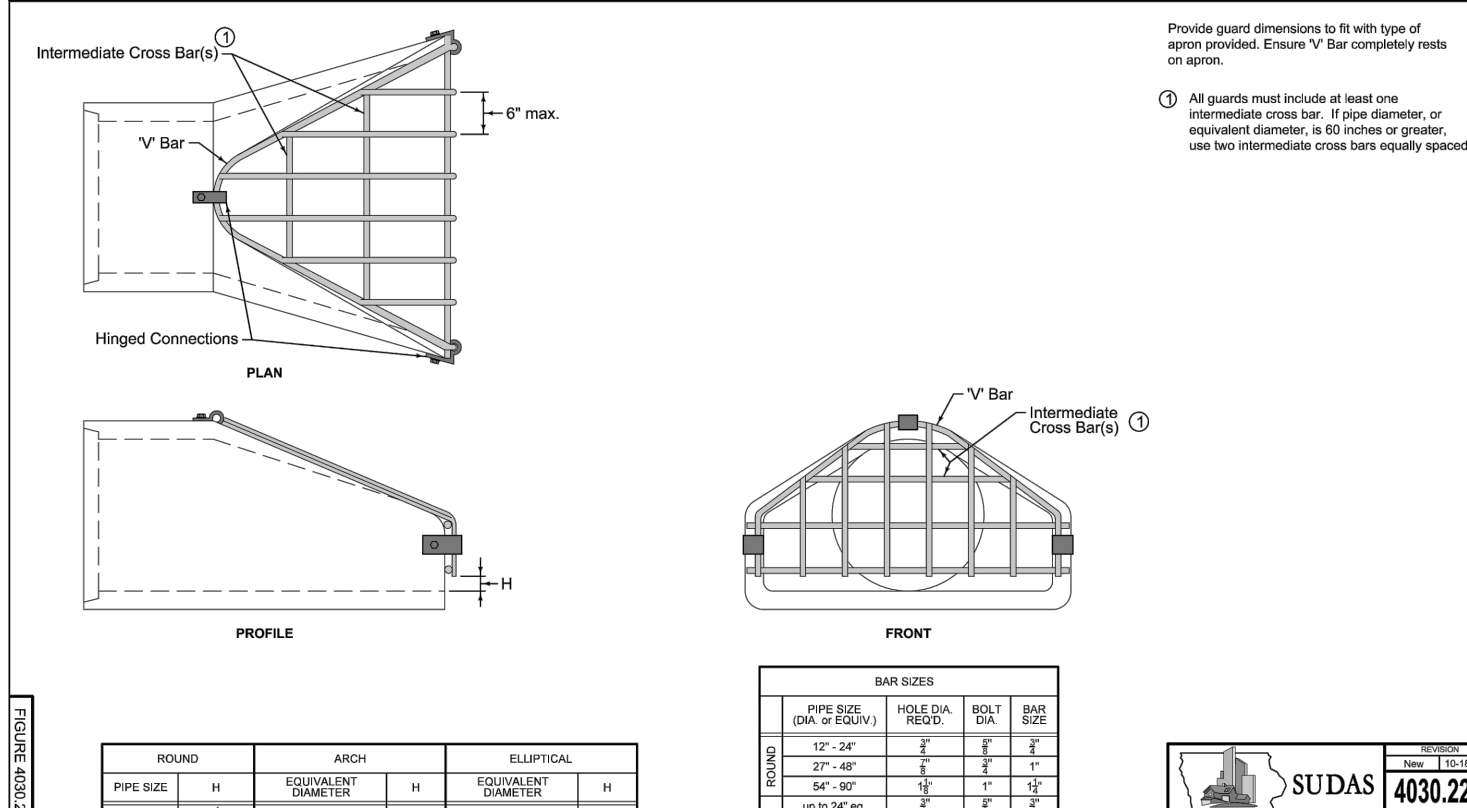 Intermediate Cross Bar(s) ①
6" max.
'V' Bar
Hinged Connections
PLAN
Provide guard dimensions to fit with type of
apron provided. Ensure 'V' Bar completely rests
on apron.
① All guards must include at least one
intermediate cross bar. If pipe diameter, or
equivalent diameter, is 60 inches or greater,
use two intermediate cross bars equally spaced
H
PROFILE
'V' Bar
Intermediate
Cross Bar(s) ①
FRONT
FIGURE 4030.2
ROUND ARCH ELLIPTICAL
PIPE SIZE H EQUIVALENT DIAMETER H EQUIVALENT DIAMETER H
BAR SIZES
PIPE SIZE (DIA. or EQUIV.) HOLE DIA. REQ'D. BOLT DIA. BAR SIZE
ROUND
12" - 24" 3/4" 5/8" 3/4"
27" - 48" 7/8" 3/4" 1"
54" - 90" 1 1/8" 1" 1 1/4"
up to 24" eq 3/4" 5/8" 3/4"
SUDAS
REVISION
New 10-18
4030.22